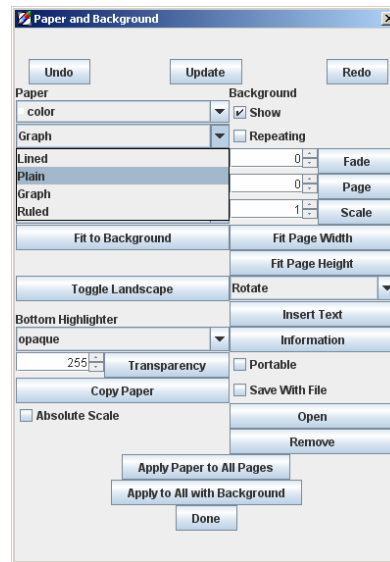 Paper and Background
Undo Update Redo
Paper Background
color Show
Graph Repeating
Lined 0 Fade
Plain 0 Page
Graph 1 Scale
Ruled
Fit to Background Fit Page Width
Fit Page Height
Toggle Landscape Rotate
Insert Text
Bottom Highlighter
opaque Information
255 Transparency Portable
Copy Paper Save With File
Absolute Scale Open
Remove
Apply Paper to All Pages
Apply to All with Background
Done